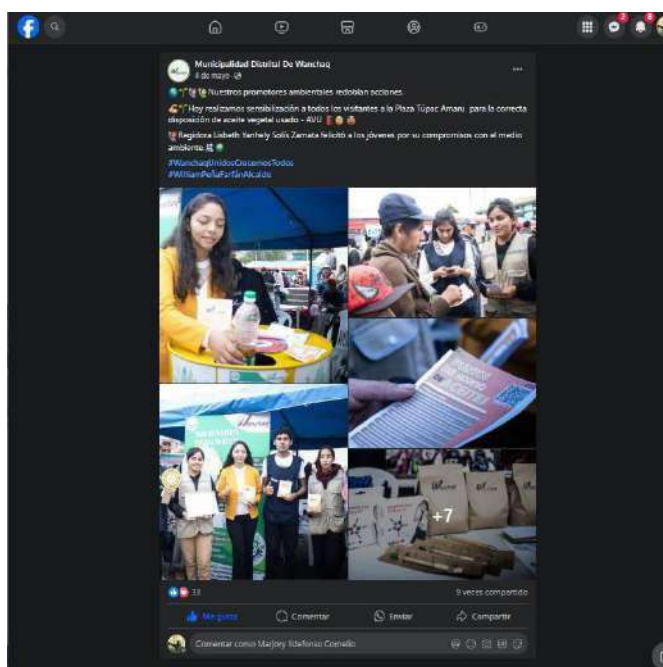 Municipalidad Distrital De Wanchaq
8 de mayo
Nuestros promotores ambientales redoblan acciones.
Hoy realizamos sensibilización a todos los visitantes a la Plaza Túpac Amaru para la correcta
disposición de aceite vegetal usado - AVU
Regidora Lisbeth Yanhely Solís Zamata felicitó a los jóvenes por su compromisos con el medio
ambiente.
#WanchaqUnidosCrecemosTodos
#WilliamPeñaFarfánAlcalde
+7
33
9 veces compartido
Me gusta
Comentar
Enviar
Compartir
Comentar como Marjory Ildefonso Cornelio